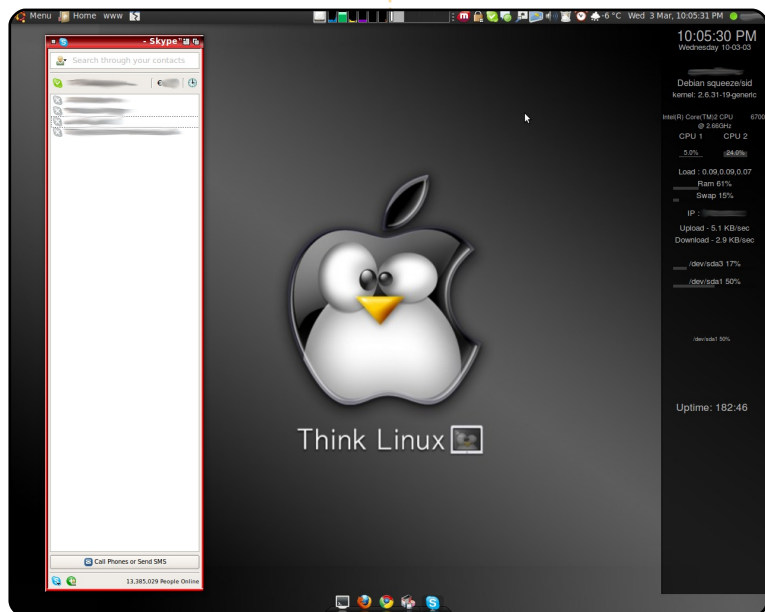 Menu Home www
-6 °C Wed 3 Mar, 10:05:31 PM
- Skype™
Search through your contacts
€
Call Phones or Send SMS
13,385,029 People Online
Think Linux
10:05:30 PM
Wednesday 10-03-03
Debian squeeze/sid
kernel: 2.6.31-19-generic
Intel(R) Core(TM)2 CPU 6700
@ 2.66GHz
CPU 1 CPU 2
5.0% 24.0%
Load : 0.09,0.09,0.07
Ram 61%
Swap 15%
IP :
Upload - 5.1 KB/sec
Download - 2.9 KB/sec
/dev/sda3 17%
/dev/sda1 50%
/dev/sda1 50%
Uptime: 182:46